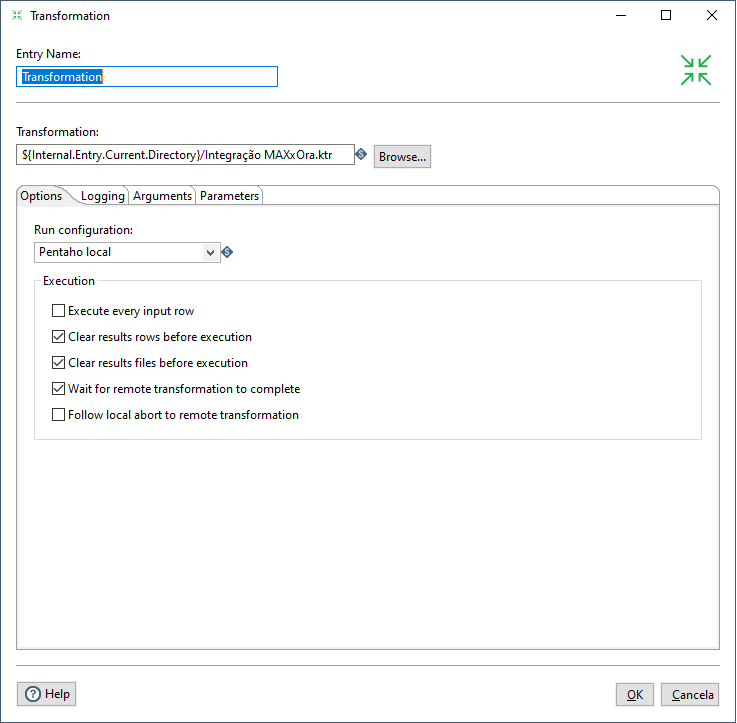 Transformation
Entry Name:
Transformation
Transformation:
${Internal.Entry.Current.Directory}/Integração MAXxOra.ktr
Browse...
Options Logging Arguments Parameters
Run configuration:
Pentaho local
Execution
Execute every input row
Clear results rows before execution
Clear results files before execution
Wait for remote transformation to complete
Follow local abort to remote transformation
Help
OK
Cancela